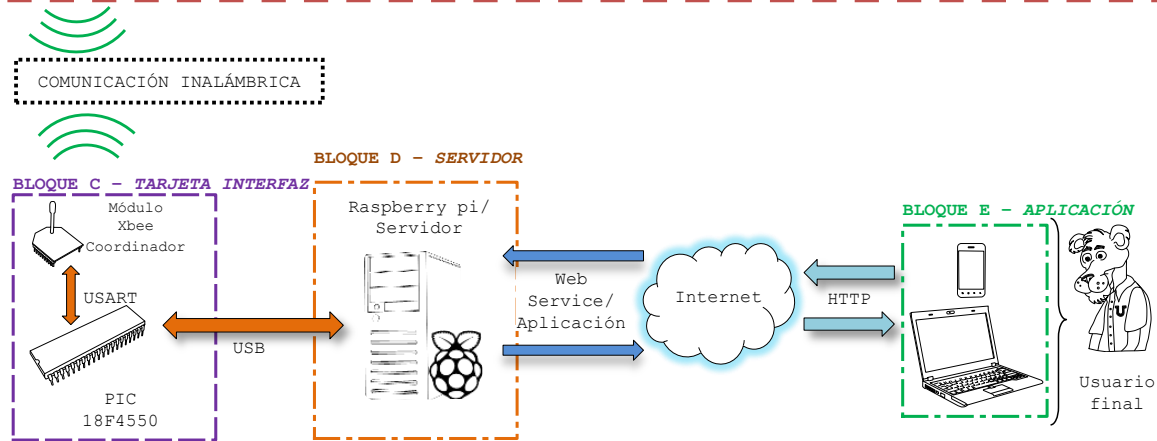 COMUNICACIÓN INALÁMBRICA
BLOQUE C – TARJETA INTERFAZ
Módulo
Xbee
Coordinador
USART
PIC
18F4550
USB
BLOQUE D – SERVIDOR
Raspberry pi/
Servidor
Web
Service/
Aplicación
Internet
HTTP
BLOQUE E – APLICACIÓN
U
Usuario
final